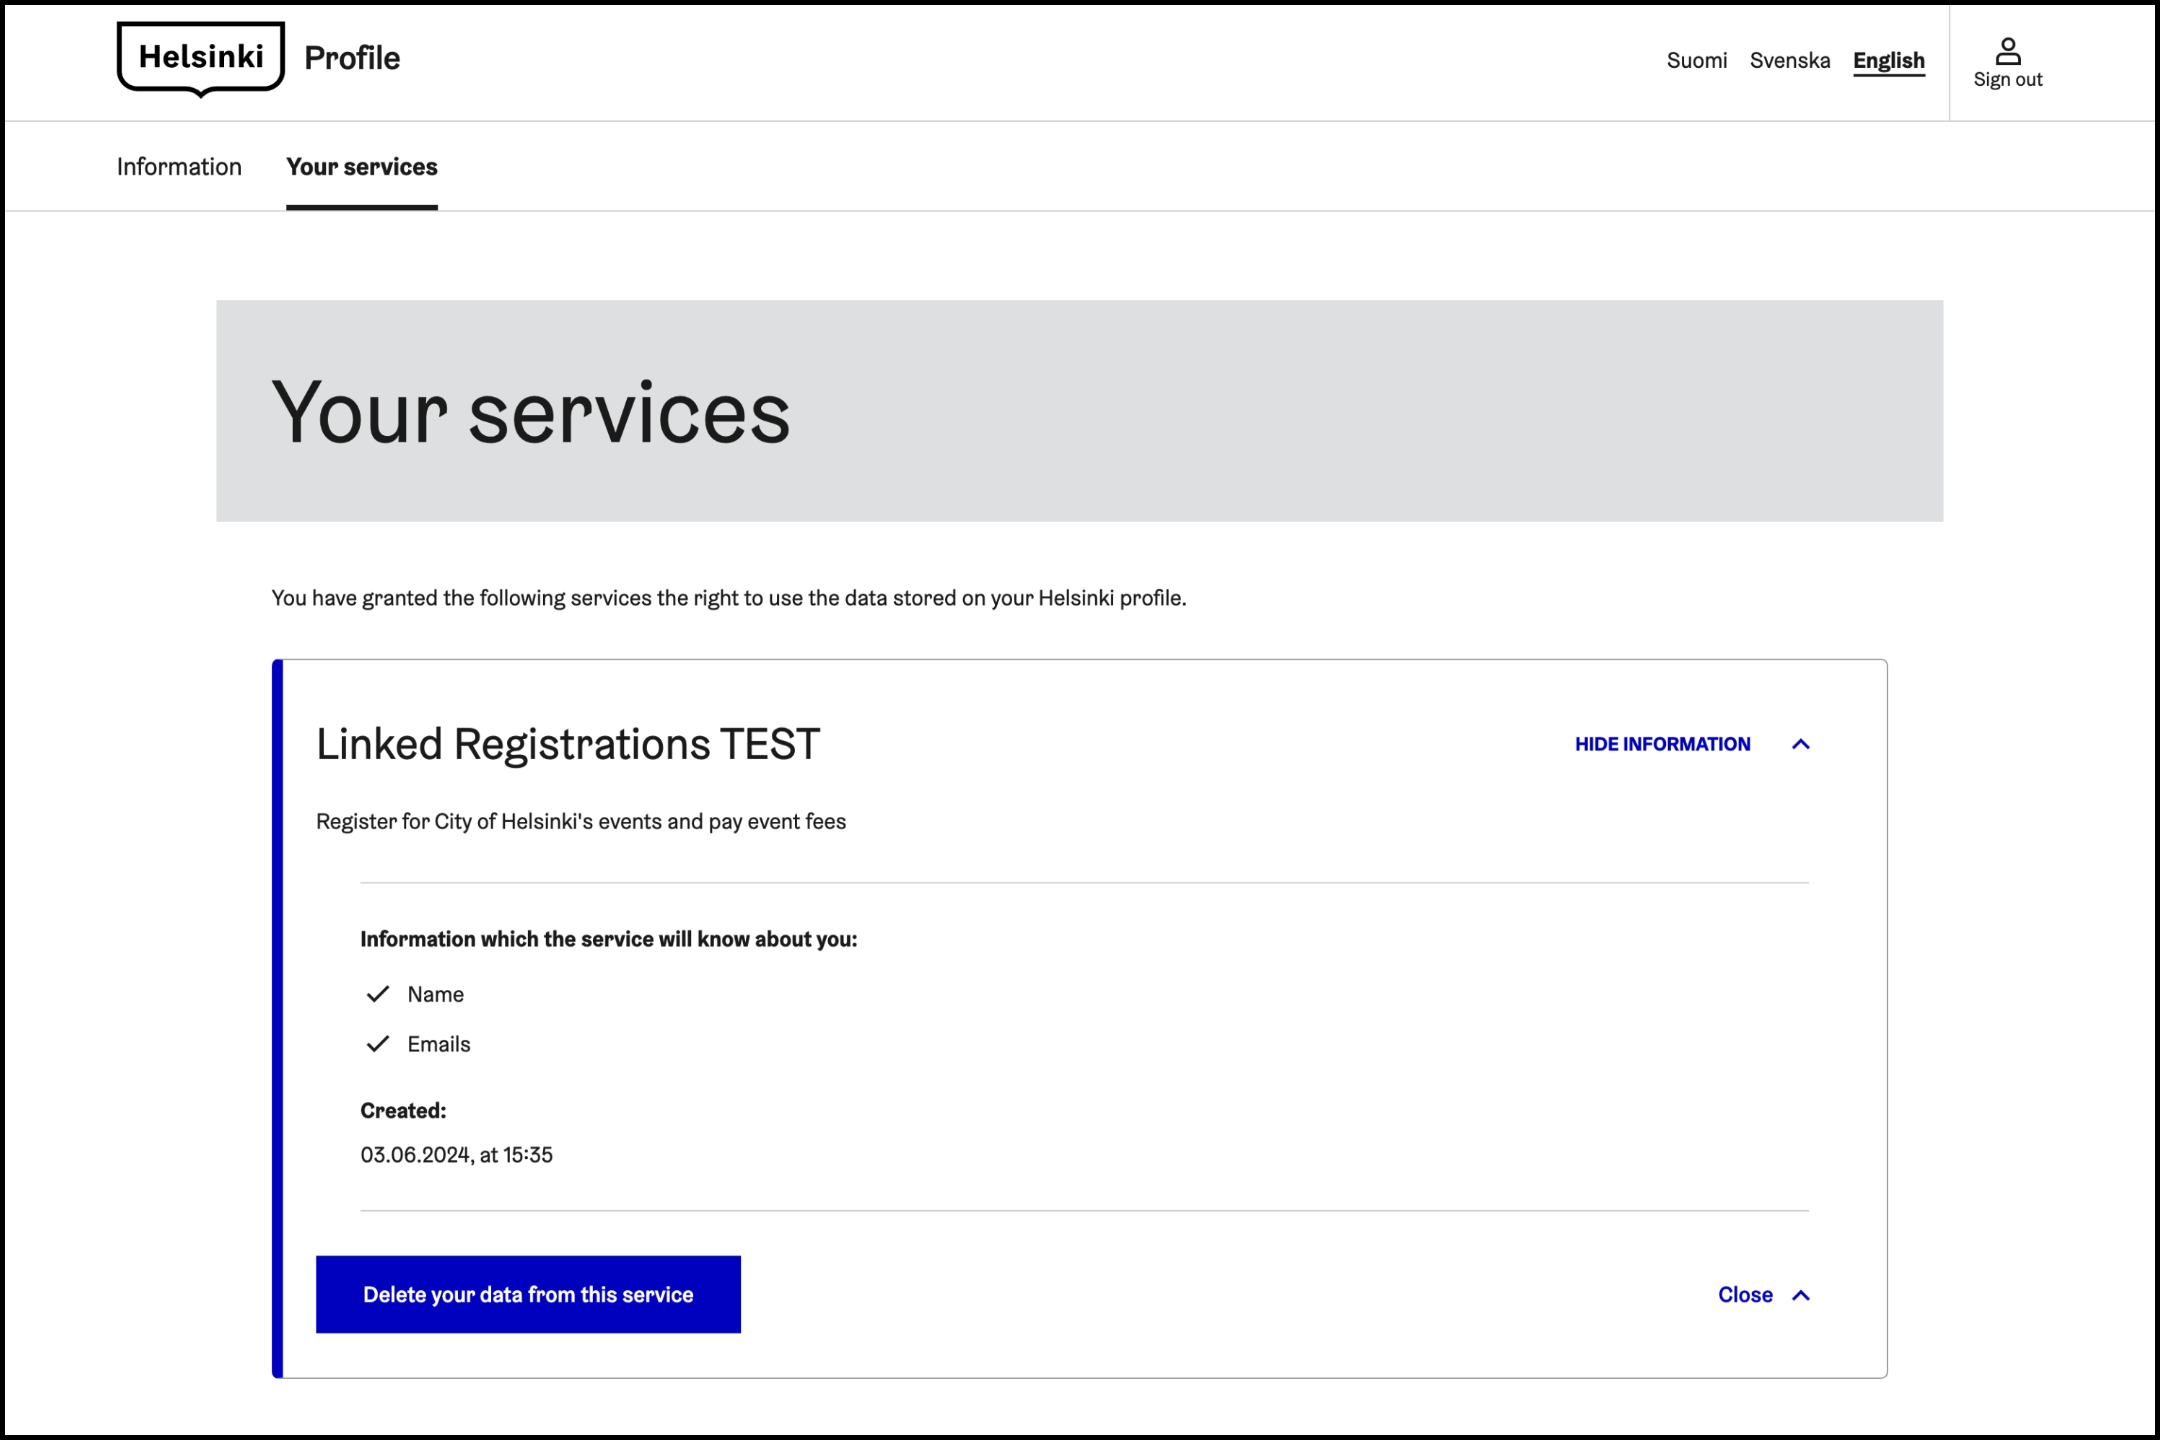 Helsinki Profile
Suomi Svenska English
Sign out
Information Your services
Your services
You have granted the following services the right to use the data stored on your Helsinki profile.
Linked Registrations TEST
HIDE INFORMATION
Register for City of Helsinki's events and pay event fees
Information which the service will know about you:
Name
Emails
Created:
03.06.2024, at 15:35
Delete your data from this service
Close